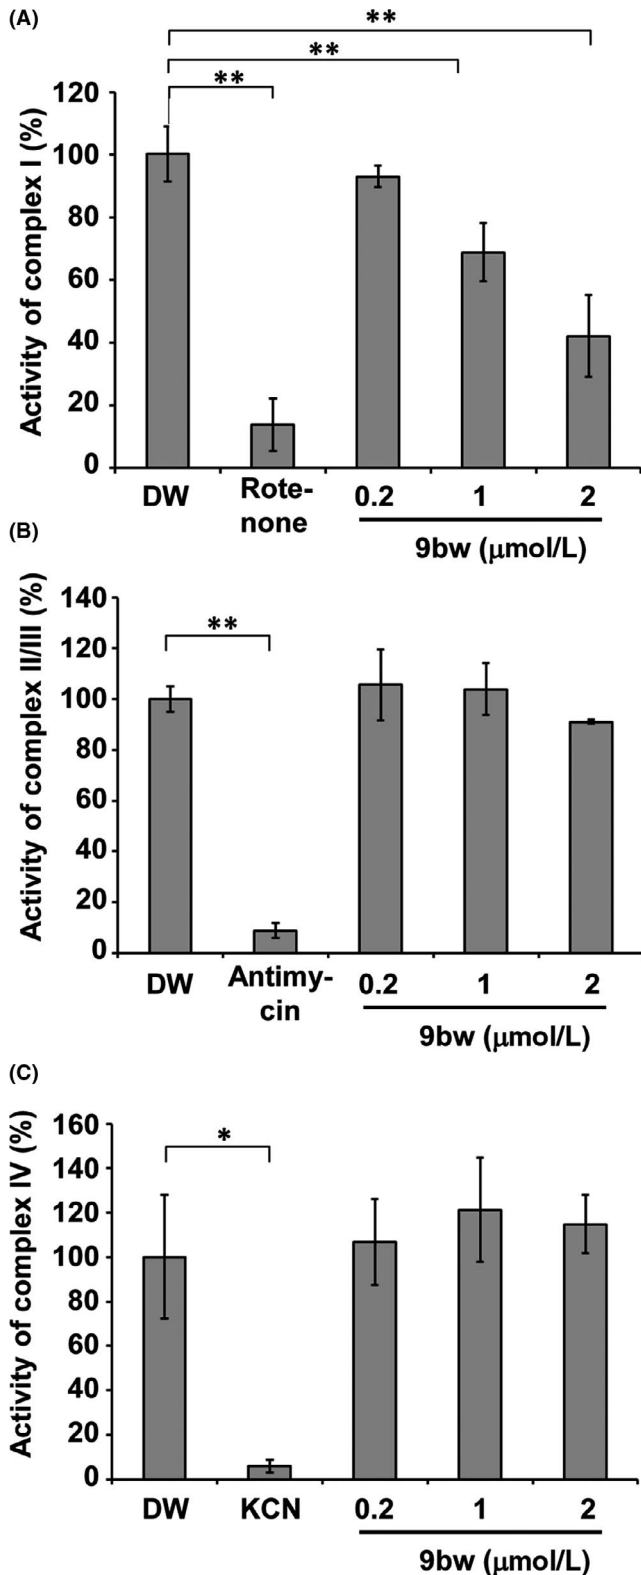 (A)
**
**
**
Activity of complex I (%)
120
100
80
60
40
20
0
DW
Rote-
none
0.2
1
2
9bw (μmol/L)
(B)
Activity of complex II/III (%)
140
120
100
80
60
40
20
0
**
DW
Antimy-
cin
0.2
1
2
9bw (μmol/L)
(C)
Activity of complex IV (%)
160
140
120
100
80
60
40
20
0
*
DW
KCN
0.2
1
2
9bw (μmol/L)